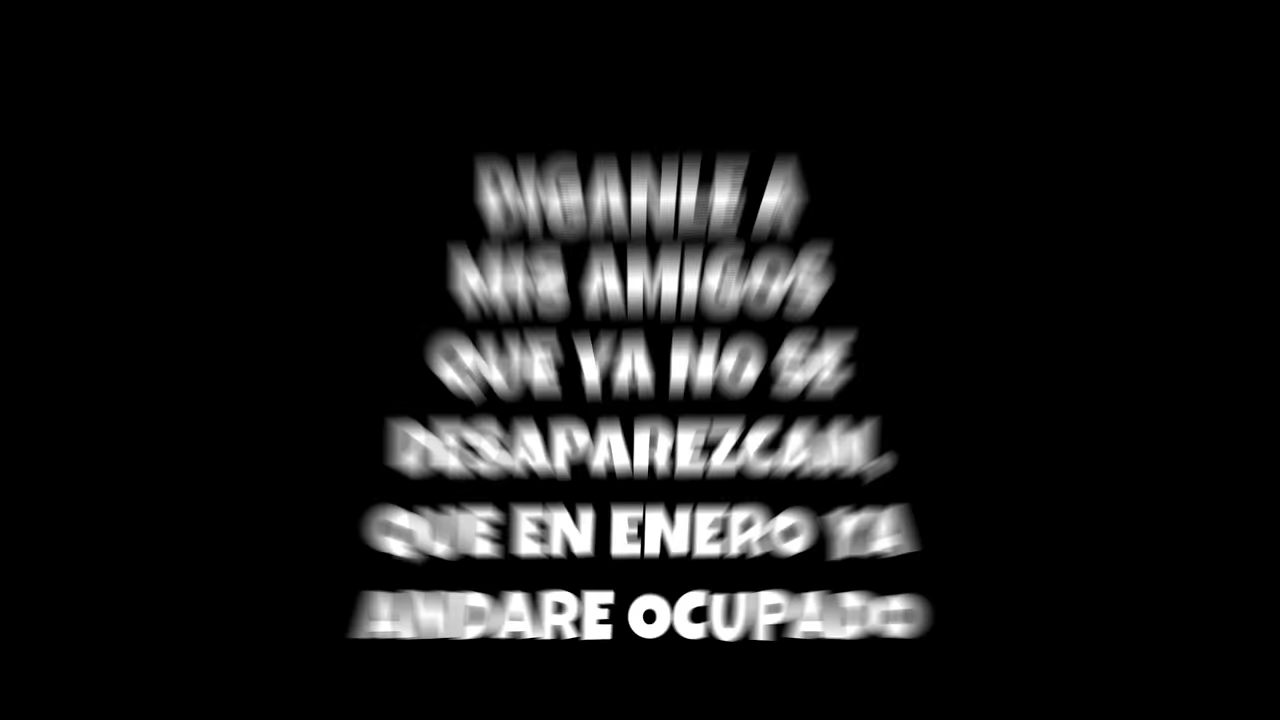 DIGANLE A
MIS AMIGOS
QUE YA NO SE
DESAPAREZCAN,
QUE EN ENERO YA
ANDARE OCUPADO